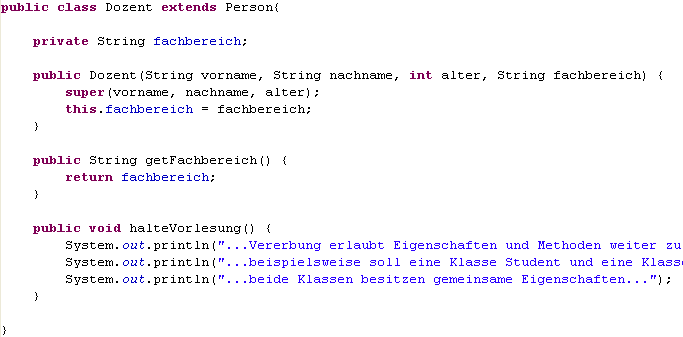 public class Dozent extends Person{
private String fachbereich;
public Dozent(String vorname, String nachname, int alter, String fachbereich) {
super(vorname, nachname, alter);
this.fachbereich = fachbereich;
}
public String getFachbereich() {
return fachbereich;
}
public void halteVorlesung() {
System.out.println("...Vererbung erlaubt Eigenschaften und Methoden weiter zu
System.out.println("...beispielsweise soll eine Klasse Student und eine Klasse
System.out.println("...beide Klassen besitzen gemeinsame Eigenschaften...");
}
}